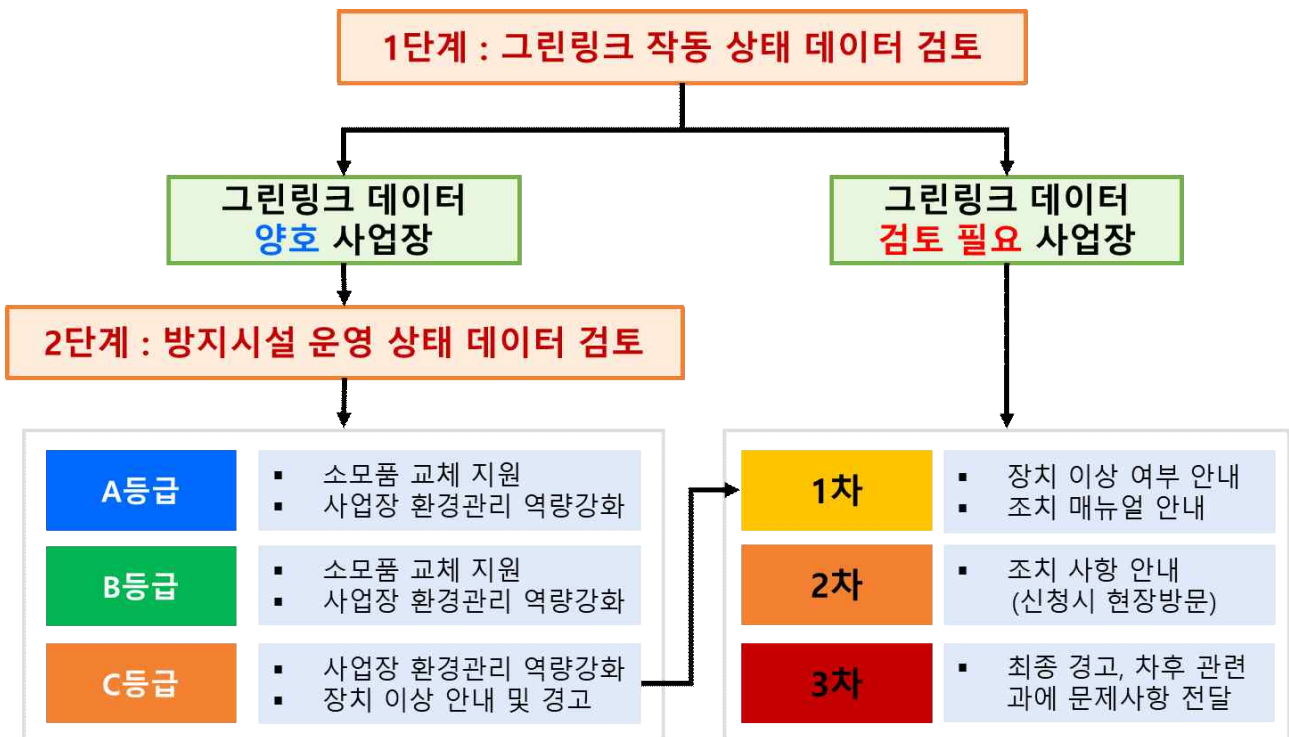 1단계 : 그린링크 작동 상태 데이터 검토
그린링크 데이터
양호 사업장
그린링크 데이터
검토 필요 사업장
2단계 : 방지시설 운영 상태 데이터 검토
A등급
▪ 소모품 교체 지원
▪ 사업장 환경관리 역량강화
B등급
▪ 소모품 교체 지원
▪ 사업장 환경관리 역량강화
C등급
▪ 사업장 환경관리 역량강화
▪ 장치 이상 안내 및 경고
1차
▪ 장치 이상 여부 안내
▪ 조치 매뉴얼 안내
2차
▪ 조치 사항 안내
(신청시 현장방문)
3차
▪ 최종 경고, 차후 관련
과에 문제사항 전달